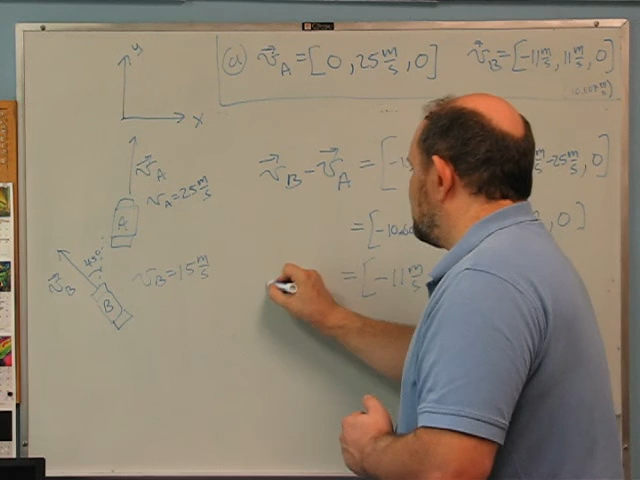 ⓐ v⃗_A = [0, 25 m/s, 0] v⃗_B = [-11 m/s, 11 m/s, 0]
y
x
v⃗_A
v_A = 25 m/s
A
45°
v⃗_B
B
v_B = 15 m/s
v⃗_B - v⃗_A = [-1 m/s - 25 m/s, 0]
= [-10.60 , 0]
= [-11 m/s